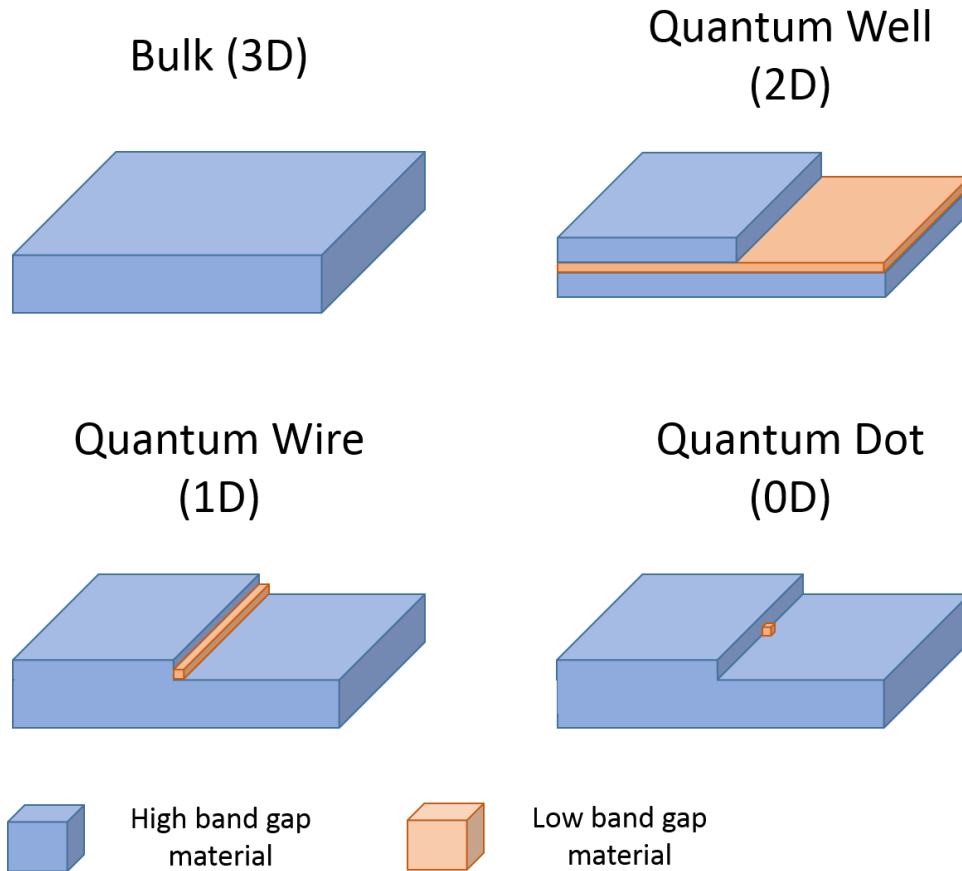 Bulk (3D)
Quantum Well
(2D)
Quantum Wire
(1D)
Quantum Dot
(0D)
High band gap
material
Low band gap
material